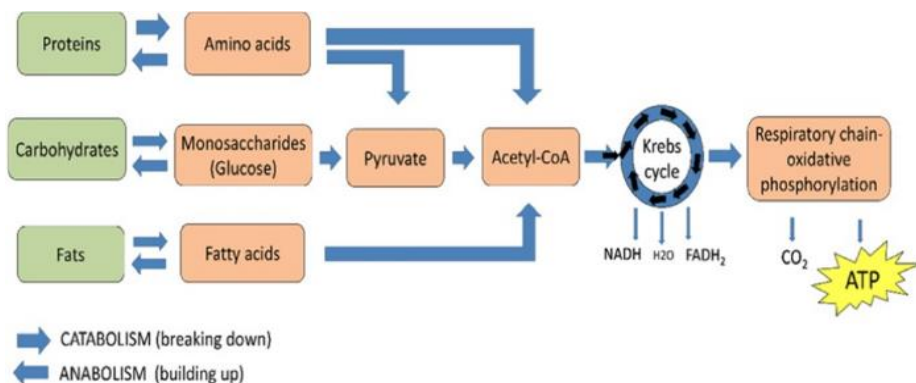 Proteins
Amino acids
Carbohydrates
Monosaccharides
(Glucose)
Pyruvate
Acetyl-CoA
Krebs
cycle
Respiratory chain-
oxidative
phosphorylation
Fats
Fatty acids
NADH H2O FADH₂
CO₂
ATP
CATABOLISM (breaking down)
ANABOLISM (building up)